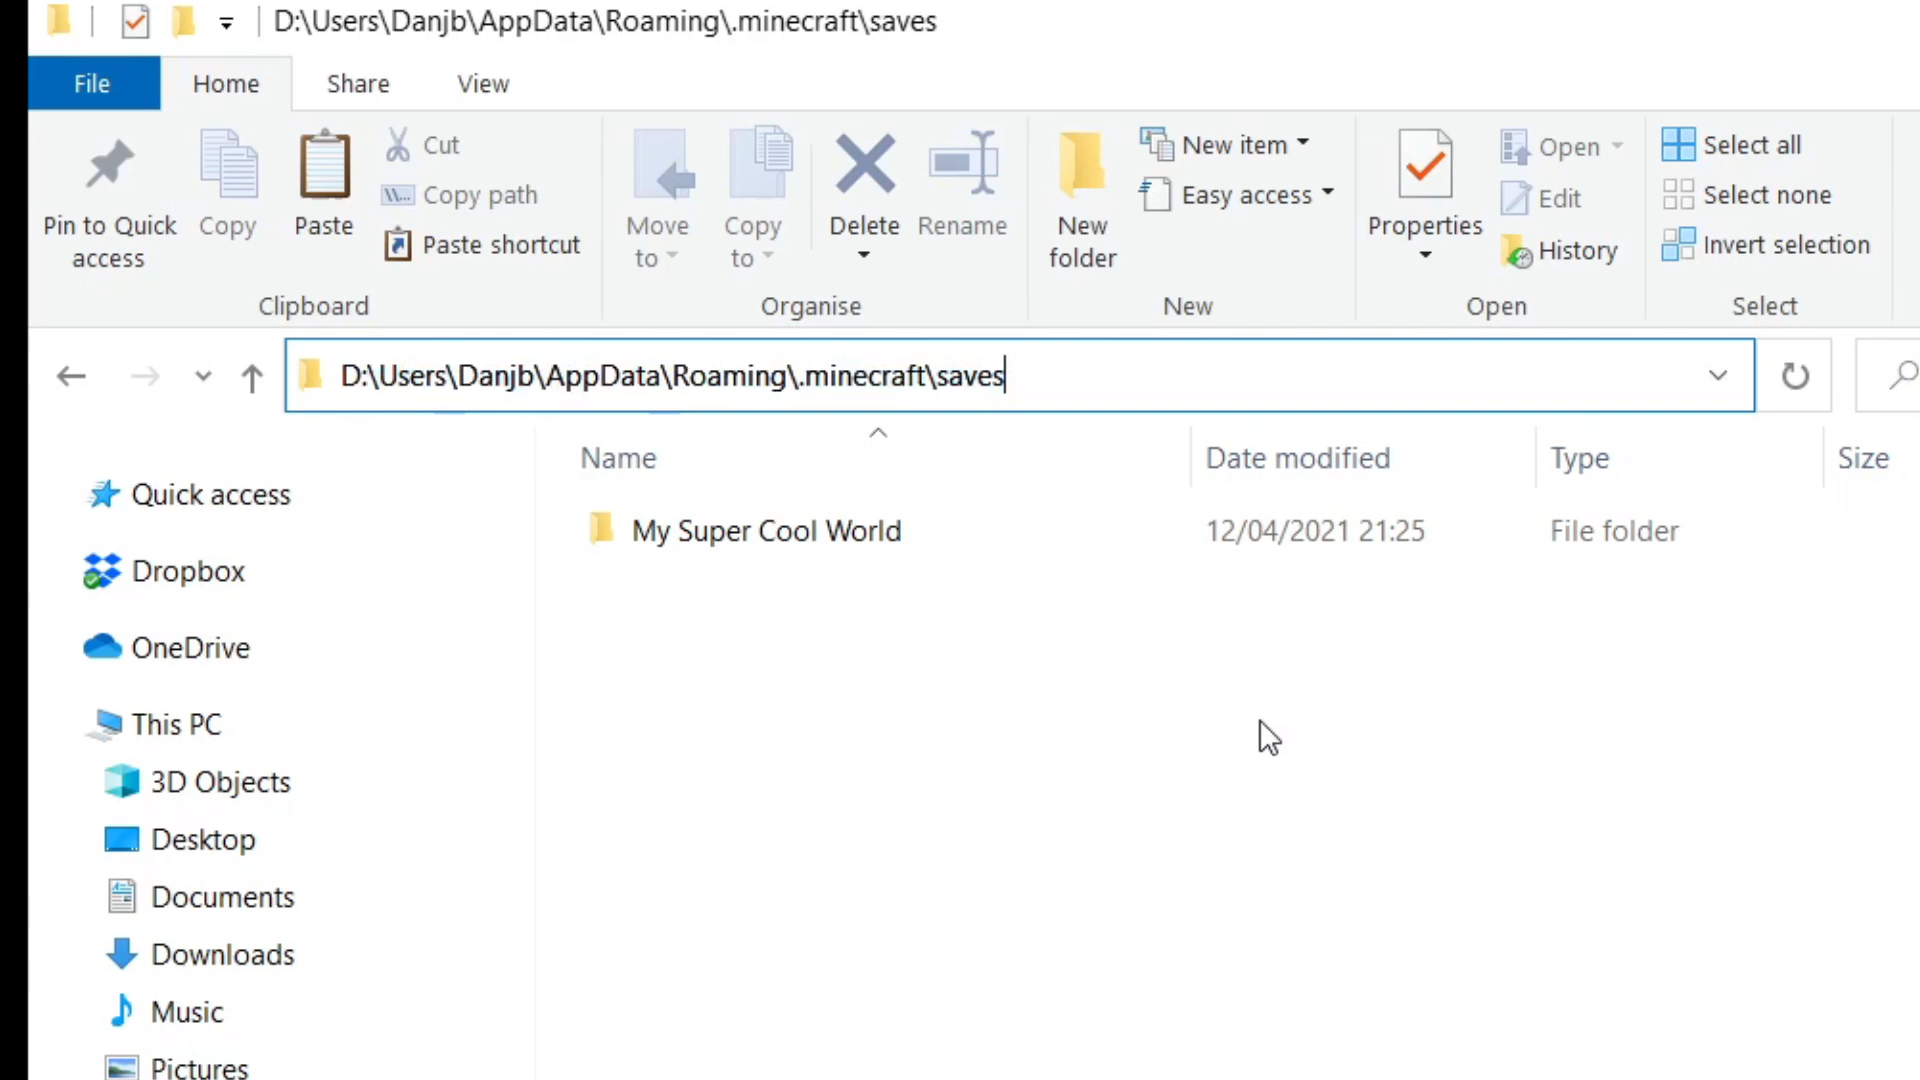 D:\Users\Danjb\AppData\Roaming\.minecraft\saves
File Home Share View
Pin to Quick access
Copy
Paste
Cut
Copy path
Paste shortcut
Clipboard
Move to
Copy to
Delete
Rename
Organise
New folder
New item
Easy access
New
Properties
Open
Edit
History
Open
Select all
Select none
Invert selection
Select
D:\Users\Danjb\AppData\Roaming\.minecraft\saves
Name Date modified Type Size
My Super Cool World 12/04/2021 21:25 File folder
Quick access
Dropbox
OneDrive
This PC
3D Objects
Desktop
Documents
Downloads
Music
Pictures